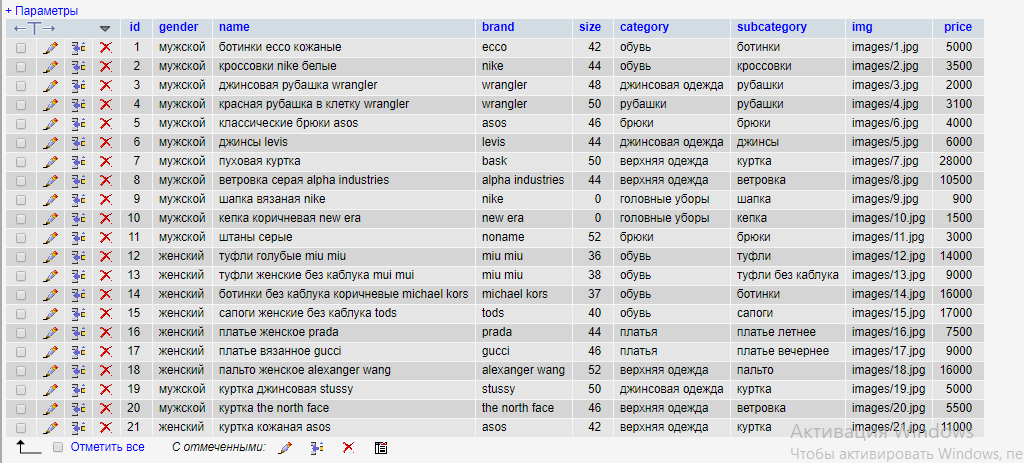 + Параметры
id gender name brand size category subcategory img price
1 мужской ботинки ecco кожаные ecco 42 обувь ботинки images/1.jpg 5000
2 мужской кроссовки nike белые nike 44 обувь кроссовки images/2.jpg 3500
3 мужской джинсовая рубашка wrangler wrangler 48 джинсовая одежда рубашки images/3.jpg 2000
4 мужской красная рубашка в клетку wrangler wrangler 50 рубашки рубашки images/4.jpg 3100
5 мужской классические брюки asos asos 46 брюки брюки images/6.jpg 4000
6 мужской джинсы levis levis 44 джинсовая одежда джинсы images/5.jpg 6000
7 мужской пуховая куртка bask 50 верхняя одежда куртка images/7.jpg 28000
8 мужской ветровка серая alpha industries alpha industries 44 верхняя одежда ветровка images/8.jpg 10500
9 мужской шапка вязаная nike nike 0 головные уборы шапка images/9.jpg 900
10 мужской кепка коричневая new era new era 0 головные уборы кепка images/10.jpg 1500
11 мужской штаны серые noname 52 брюки брюки images/11.jpg 3000
12 женский туфли голубые miu miu miu miu 36 обувь туфли images/12.jpg 14000
13 женский туфли женские без каблука mui mui miu miu 38 обувь туфли без каблука images/13.jpg 9000
14 женский ботинки без каблука коричневые michael kors michael kors 37 обувь ботинки images/14.jpg 16000
15 женский сапоги женские без каблука tods tods 40 обувь сапоги images/15.jpg 17000
16 женский платье женское prada prada 44 платья платье летнее images/16.jpg 7500
17 женский платье вязанное gucci gucci 46 платья платье вечернее images/17.jpg 9000
18 женский пальто женское alexanger wang alexanger wang 52 верхняя одежда пальто images/18.jpg 16000
19 мужской куртка джинсовая stussy stussy 50 джинсовая одежда куртка images/19.jpg 5000
20 мужской куртка the north face the north face 46 верхняя одежда ветровка images/20.jpg 5500
21 женский куртка кожаная asos asos 42 верхняя одежда куртка images/21.jpg 11000
Отметить все С отмеченными:
Активация Windows
Чтобы активировать Windows, пе